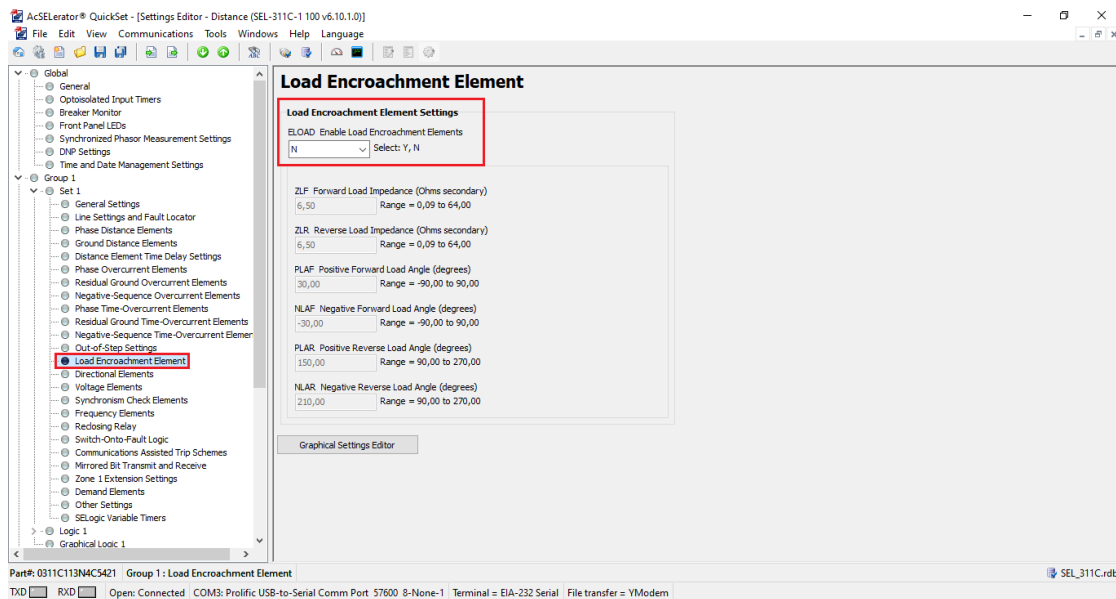 AcSELerator® QuickSet - [Settings Editor - Distance (SEL-311C-1 100 v6.10.1.0)]
File Edit View Communications Tools Windows Help Language
Global
General
Optoisolated Input Timers
Breaker Monitor
Front Panel LEDs
Synchronized Phasor Measurement Settings
DNP Settings
Time and Date Management Settings
Group 1
Set 1
General Settings
Line Settings and Fault Locator
Phase Distance Elements
Ground Distance Elements
Distance Element Time Delay Settings
Phase Overcurrent Elements
Residual Ground Overcurrent Elements
Negative-Sequence Overcurrent Elements
Phase Time-Overcurrent Elements
Residual Ground Time-Overcurrent Elements
Negative-Sequence Time-Overcurrent Elemer
Out-of-Step Settings
Load Encroachment Element
Directional Elements
Voltage Elements
Synchronism Check Elements
Frequency Elements
Reclosing Relay
Switch-Onto-Fault Logic
Communications Assisted Trip Schemes
Mirrored Bit Transmit and Receive
Zone 1 Extension Settings
Demand Elements
Other Settings
SELogic Variable Timers
Logic 1
Graphical Logic 1
Load Encroachment Element
Load Encroachment Element Settings
ELOAD Enable Load Encroachment Elements
N Select: Y, N
ZLF Forward Load Impedance (Ohms secondary)
6,50 Range = 0,09 to 64,00
ZLR Reverse Load Impedance (Ohms secondary)
6,50 Range = 0,09 to 64,00
PLAF Positive Forward Load Angle (degrees)
30,00 Range = -90,00 to 90,00
NLAF Negative Forward Load Angle (degrees)
-30,00 Range = -90,00 to 90,00
PLAR Positive Reverse Load Angle (degrees)
150,00 Range = 90,00 to 270,00
NLAR Negative Reverse Load Angle (degrees)
210,00 Range = 90,00 to 270,00
Graphical Settings Editor
Part#: 0311C113N4C5421 Group 1 : Load Encroachment Element SEL_311C.rdb
TXD RXD Open: Connected COM3: Prolific USB-to-Serial Comm Port 57600 8-None-1 Terminal = EIA-232 Serial File transfer = YModem